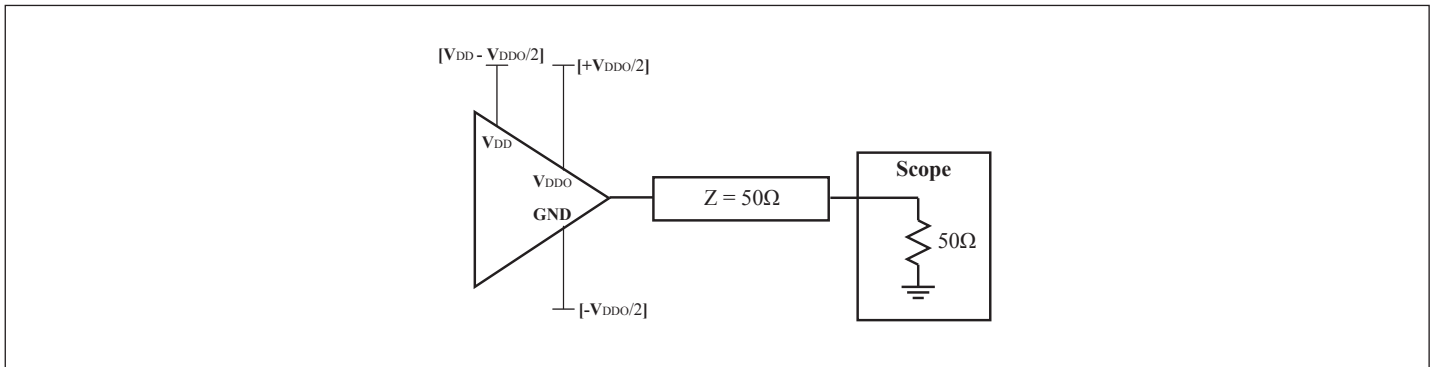 [VDD - VDDO/2]
[+VDDO/2]
VDD
VDDO
GND
[-VDDO/2]
Z = 50Ω
Scope
50Ω